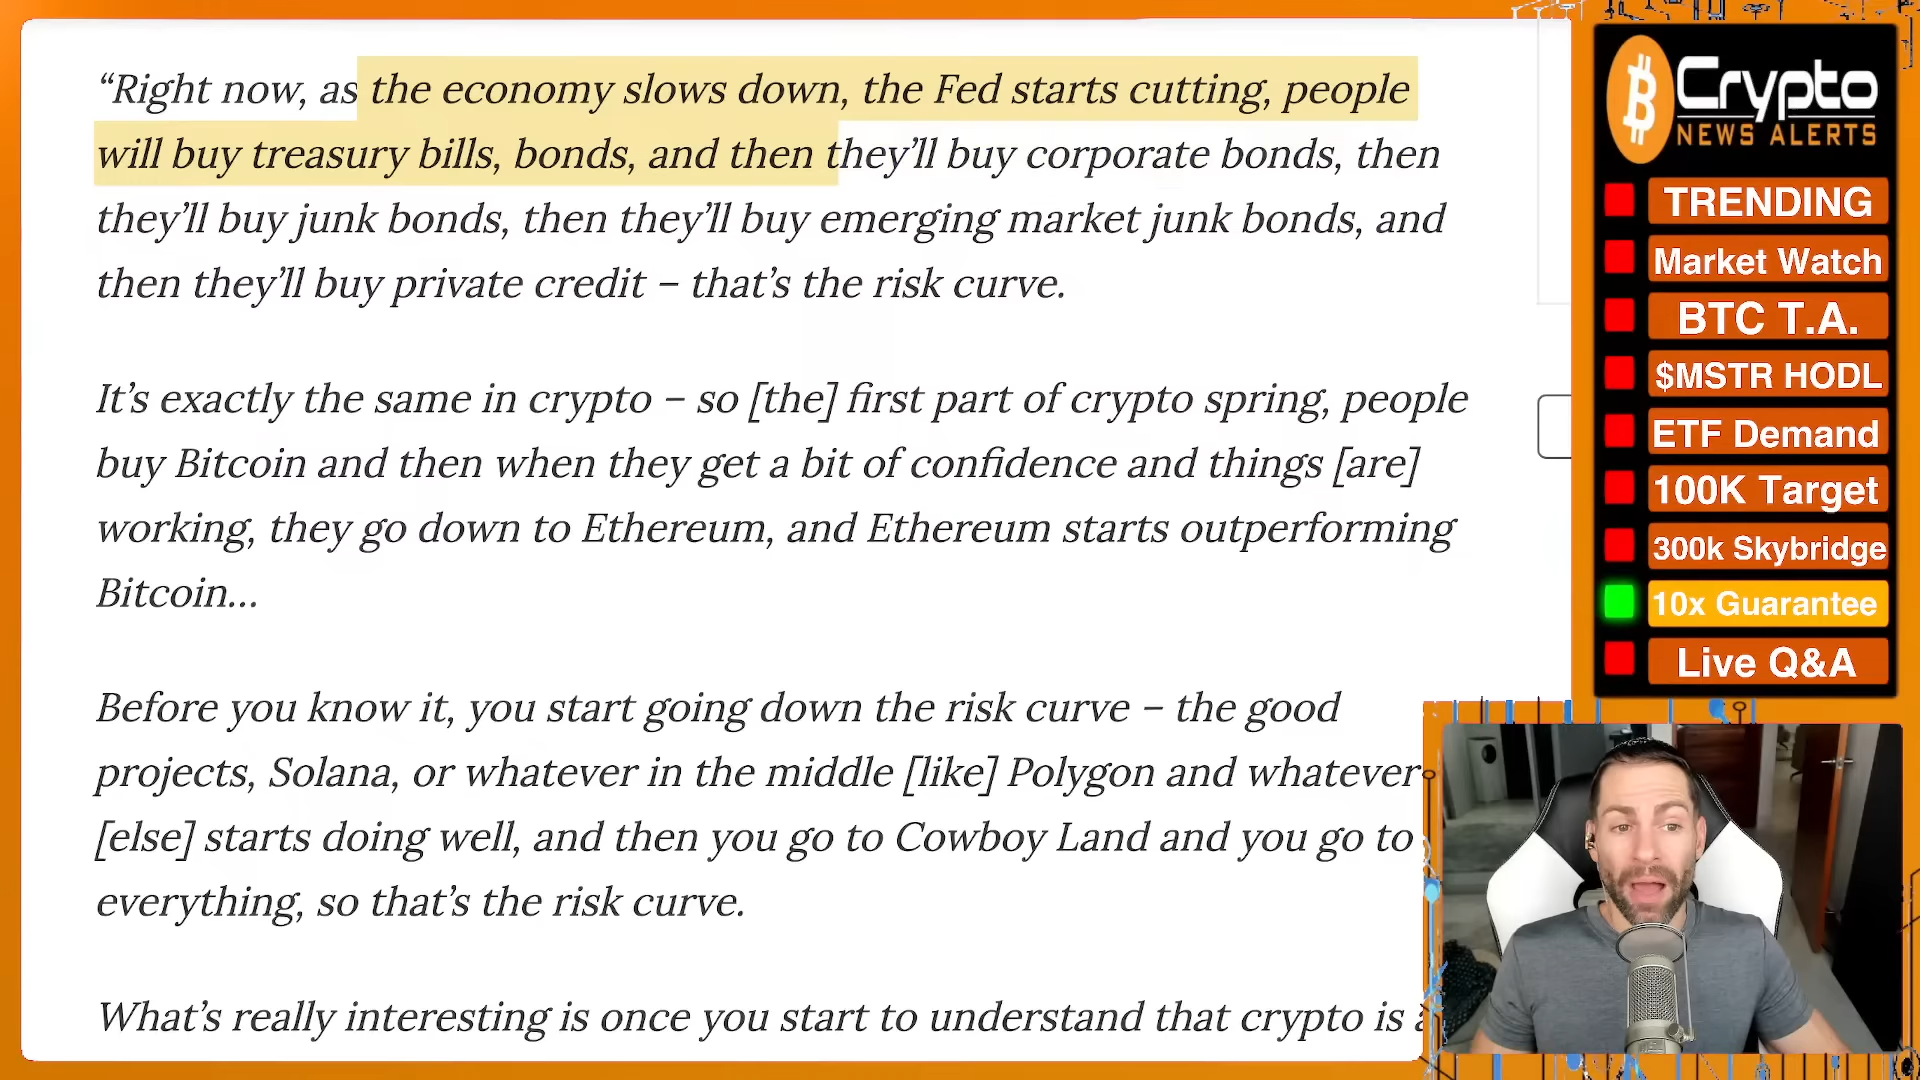 “Right now, as the economy slows down, the Fed starts cutting, people
will buy treasury bills, bonds, and then they’ll buy corporate bonds, then
they’ll buy junk bonds, then they’ll buy emerging market junk bonds, and
then they’ll buy private credit – that’s the risk curve.
It’s exactly the same in crypto – so [the] first part of crypto spring, people
buy Bitcoin and then when they get a bit of confidence and things [are]
working, they go down to Ethereum, and Ethereum starts outperforming
Bitcoin…
Before you know it, you start going down the risk curve – the good
projects, Solana, or whatever in the middle [like] Polygon and whatever
[else] starts doing well, and then you go to Cowboy Land and you go to
everything, so that’s the risk curve.
What’s really interesting is once you start to understand that crypto is
Crypto
NEWS ALERTS
TRENDING
Market Watch
BTC T.A.
$MSTR HODL
ETF Demand
100K Target
300k Skybridge
10x Guarantee
Live Q&A